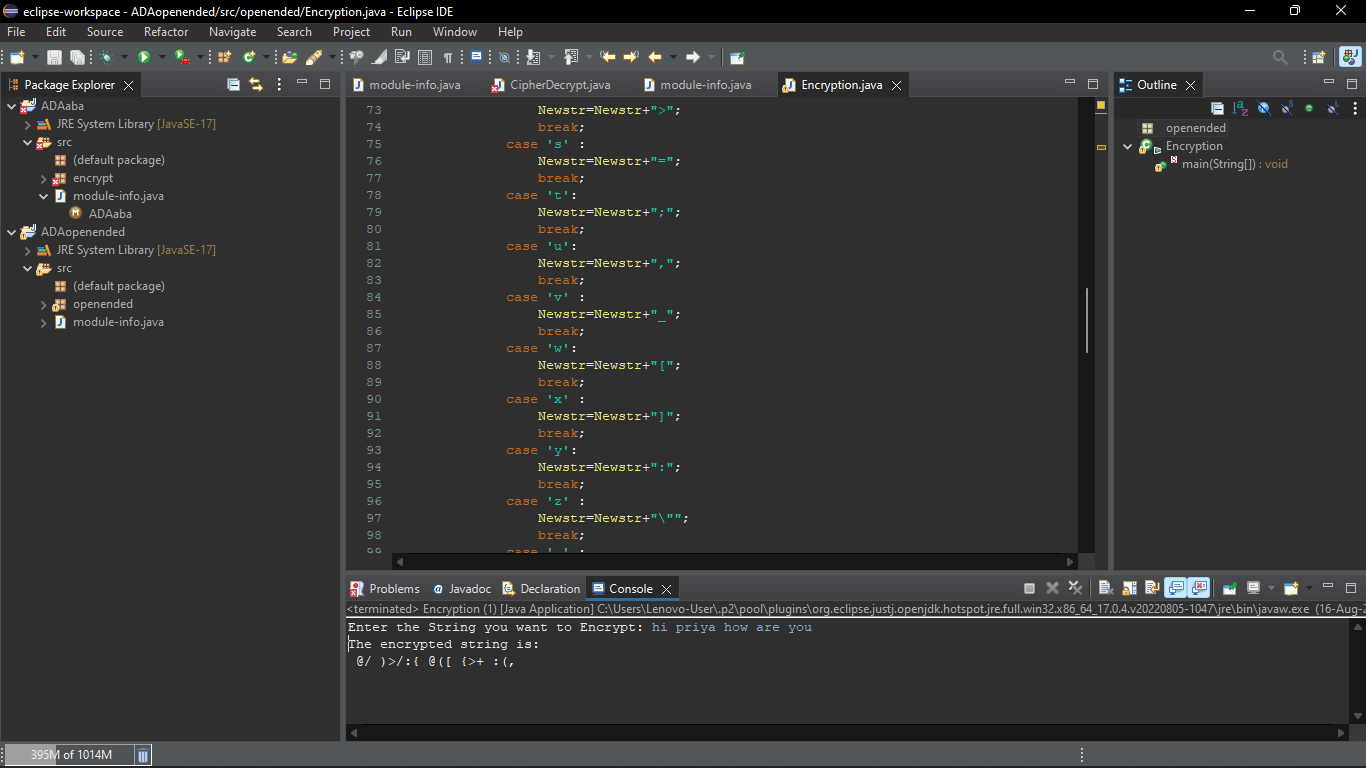 eclipse-workspace - ADAopenended/src/openended/Encryption.java - Eclipse IDE
File Edit Source Refactor Navigate Search Project Run Window Help
Package Explorer
ADAaba
JRE System Library [JavaSE-17]
src
(default package)
encrypt
module-info.java
ADAaba
ADAopenended
JRE System Library [JavaSE-17]
src
(default package)
openended
module-info.java
module-info.java CipherDecrypt.java module-info.java Encryption.java
73 Newstr=Newstr+">";
74 break;
75 case 's' :
76 Newstr=Newstr+"=";
77 break;
78 case 't':
79 Newstr=Newstr+";";
80 break;
81 case 'u':
82 Newstr=Newstr+",";
83 break;
84 case 'v' :
85 Newstr=Newstr+"_";
86 break;
87 case 'w':
88 Newstr=Newstr+"[";
89 break;
90 case 'x' :
91 Newstr=Newstr+"]";
92 break;
93 case 'y':
94 Newstr=Newstr+":";
95 break;
96 case 'z' :
97 Newstr=Newstr+"\"";
98 break;
99 case ' ' :
Outline
openended
Encryption
main(String[]) : void
Problems Javadoc Declaration Console
<terminated> Encryption (1) [Java Application] C:\Users\Lenovo-User\.p2\pool\plugins\org.eclipse.justj.openjdk.hotspot.jre.full.win32.x86_64_17.0.4.v20220805-1047\jre\bin\javaw.exe (16-Aug-2
Enter the String you want to Encrypt: hi priya how are you
The encrypted string is:
@/ )>/:{ @([ {>+ :(,
395M of 1014M